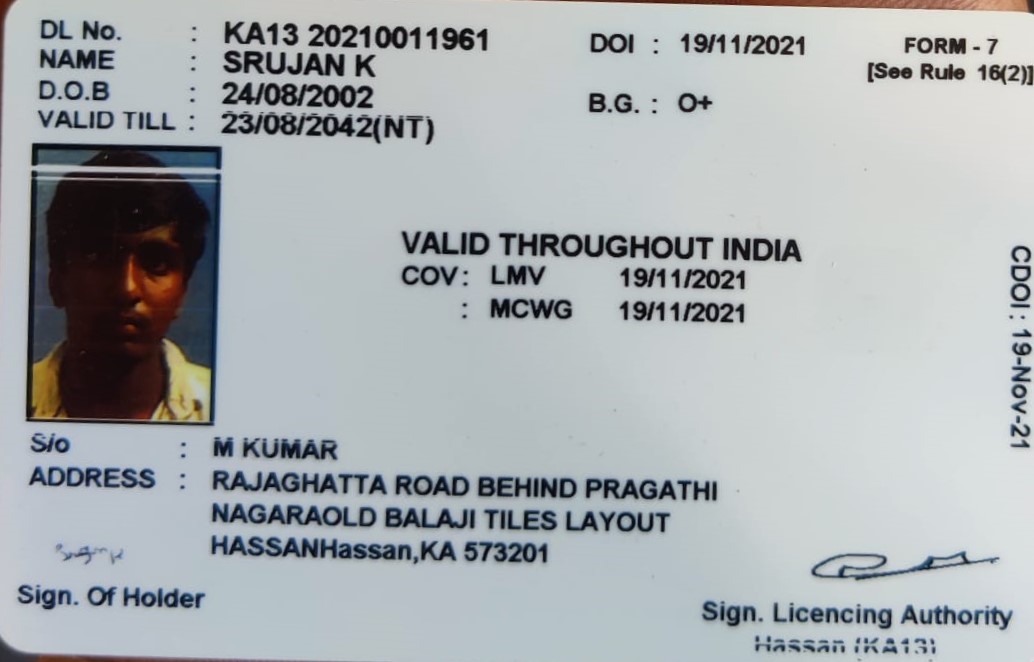 DL No. : KA13 20210011961 DOI : 19/11/2021 FORM - 7
NAME : SRUJAN K [See Rule 16(2)]
D.O.B : 24/08/2002 B.G. : O+
VALID TILL : 23/08/2042(NT)
VALID THROUGHOUT INDIA
COV: LMV 19/11/2021
: MCWG 19/11/2021
CDOI : 19-Nov-21
S/o : M KUMAR
ADDRESS : RAJAGHATTA ROAD BEHIND PRAGATHI
NAGARAOLD BALAJI TILES LAYOUT
HASSANHassan,KA 573201
Sign. Of Holder
Sign. Licencing Authority
Hassan (KA13)